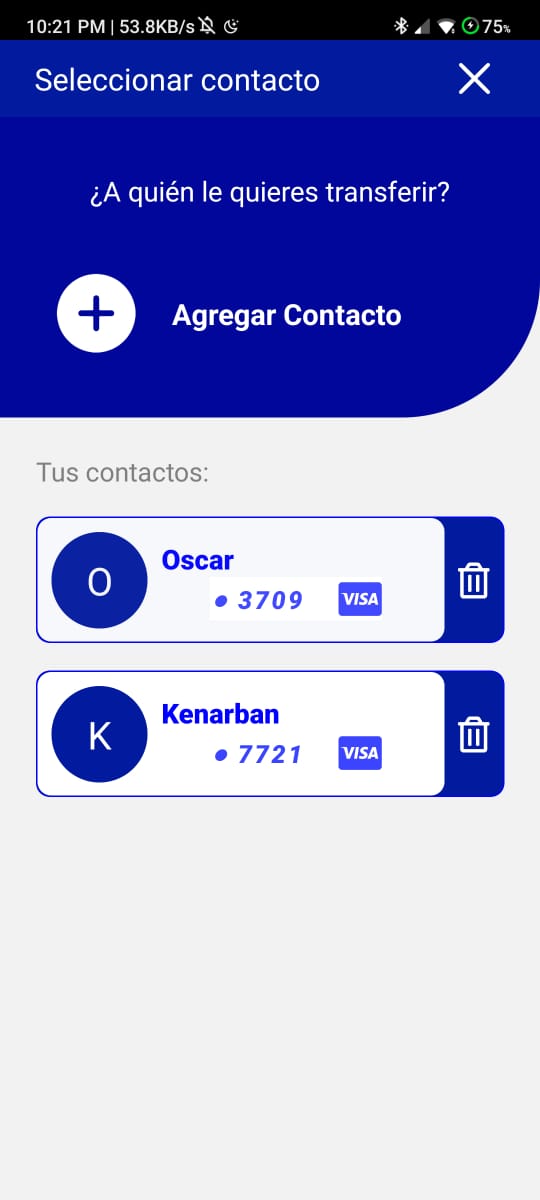 10:21 PM | 53.8KB/s 75%
Seleccionar contacto
¿A quién le quieres transferir?
Agregar Contacto
Tus contactos:
O
Oscar
• 3709 VISA
K
Kenarban
• 7721 VISA